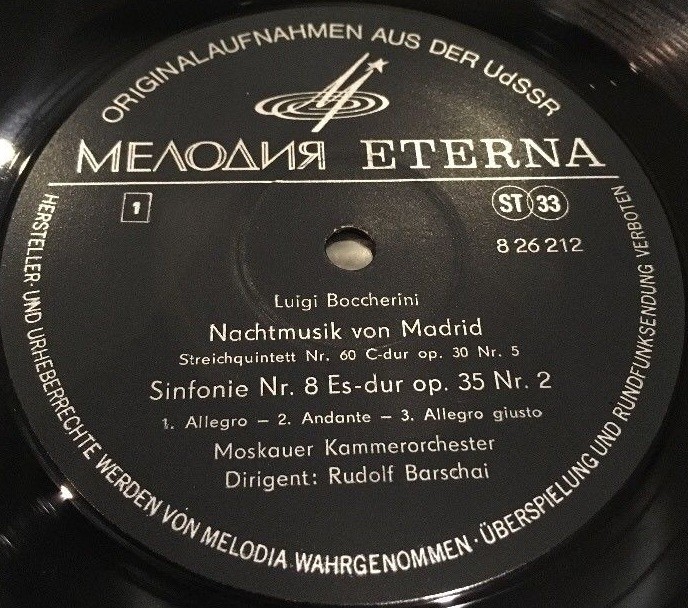 ORIGINALAUFNAHMEN AUS DER UdSSR
МЕЛОДИЯ ETERNA
1
ST 33
8 26 212
Luigi Boccherini
Nachtmusik von Madrid
Streichquintett Nr. 60 C-dur op. 30 Nr. 5
Sinfonie Nr. 8 Es-dur op. 35 Nr. 2
1. Allegro – 2. Andante – 3. Allegro giusto
Moskauer Kammerorchester
Dirigent: Rudolf Barschai
HERSTELLER- UND URHEBERRECHTE WERDEN VON MELODIA WAHRGENOMMEN · ÜBERSPIELUNG UND RUNDFUNKSENDUNG VERBOTEN